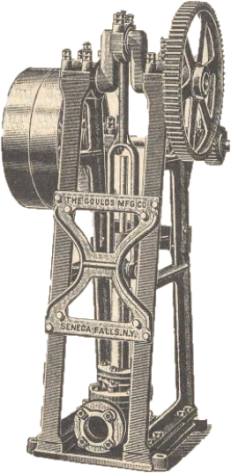 THE GOULDS MFG CO
SENECA FALLS. N.Y.